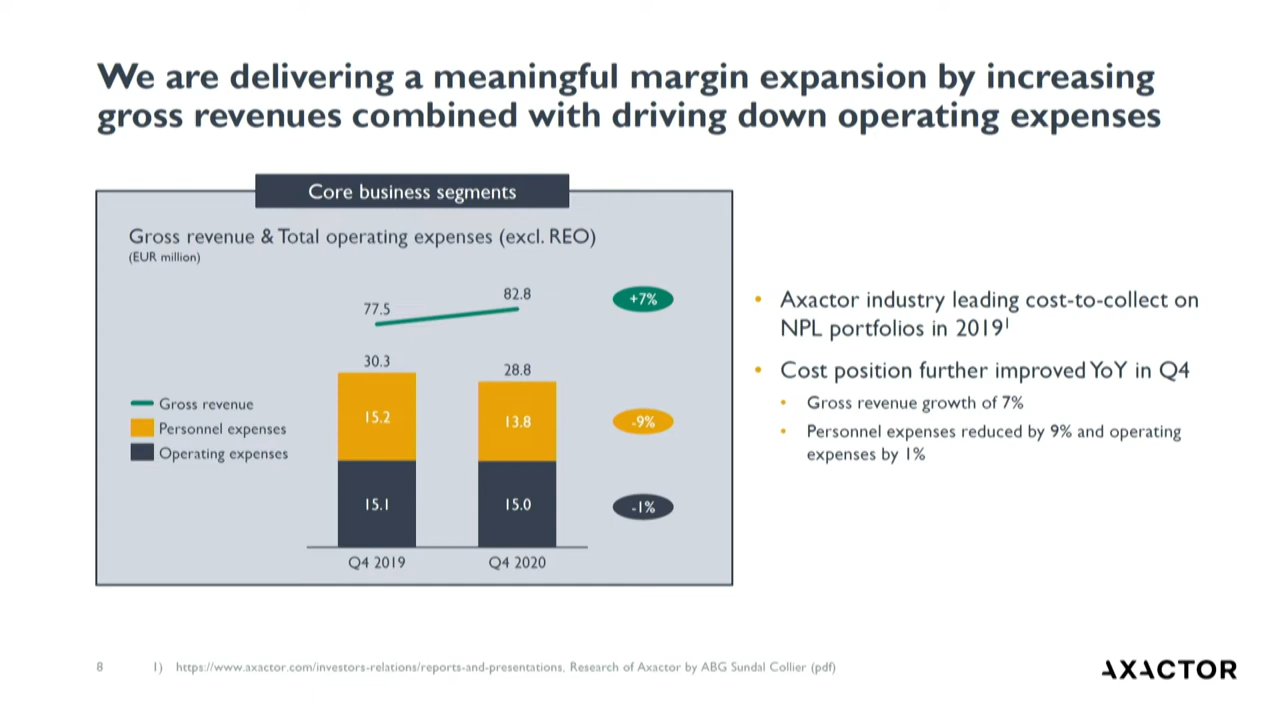 We are delivering a meaningful margin expansion by increasing
gross revenues combined with driving down operating expenses
Core business segments
Gross revenue & Total operating expenses (excl. REO)
(EUR million)
77.5
82.8
+7%
30.3
28.8
Gross revenue
Personnel expenses
Operating expenses
15.2
13.8
-9%
15.1
15.0
-1%
Q4 2019
Q4 2020
• Axactor industry leading cost-to-collect on
NPL portfolios in 2019¹
• Cost position further improved YoY in Q4
• Gross revenue growth of 7%
• Personnel expenses reduced by 9% and operating
expenses by 1%
8
1) https://www.axactor.com/investors-relations/reports-and-presentations, Research of Axactor by ABG Sundal Collier (pdf)
AXACTOR